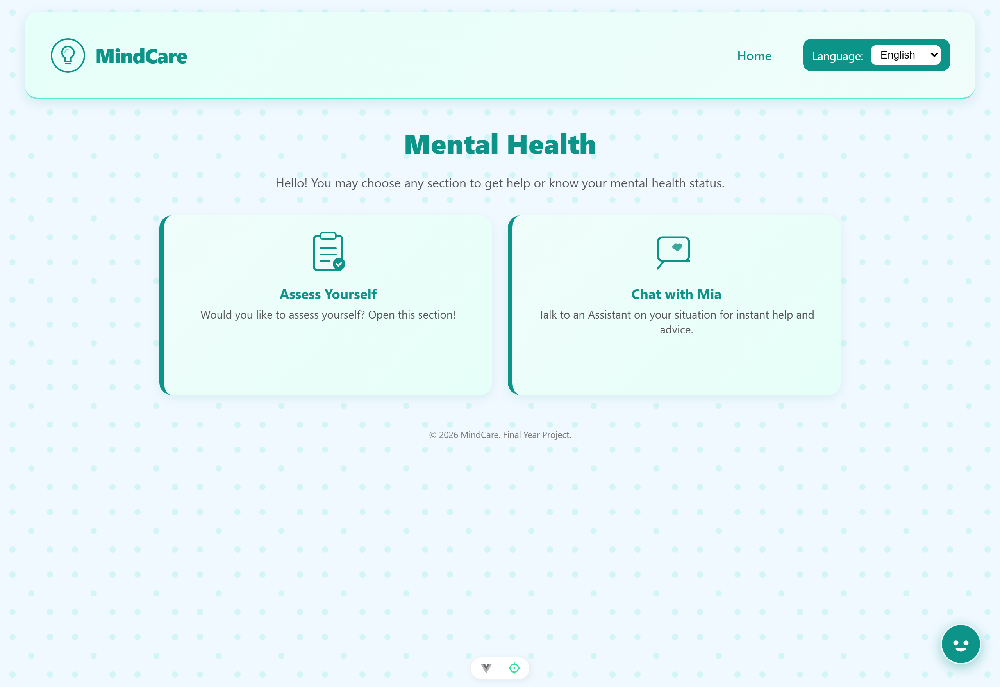 MindCare
Home
Language:
English
Mental Health
Hello! You may choose any section to get help or know your mental health status.
Assess Yourself
Would you like to assess yourself? Open this section!
Chat with Mia
Talk to an Assistant on your situation for instant help and
advice.
© 2026 MindCare. Final Year Project.